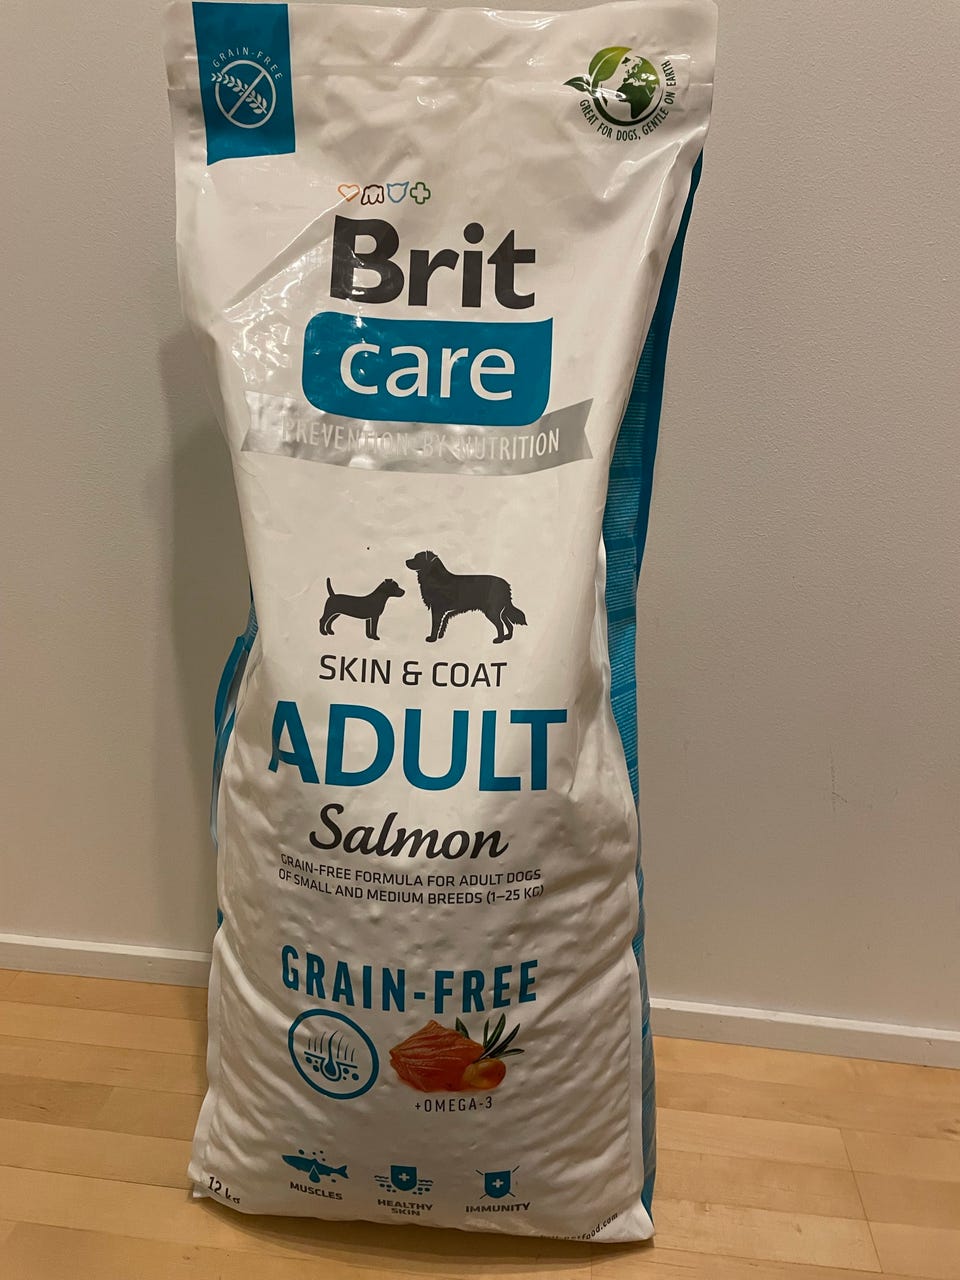 GRAIN-FREE
GREAT FOR DOGS, GENTLE ON EARTH
Brit
care
PREVENTION BY NUTRITION
SKIN & COAT
ADULT
Salmon
GRAIN-FREE FORMULA FOR ADULT DOGS
OF SMALL AND MEDIUM BREEDS (1–25 KG)
GRAIN-FREE
+OMEGA-3
MUSCLES
HEALTHY
SKIN
IMMUNITY
12 kg